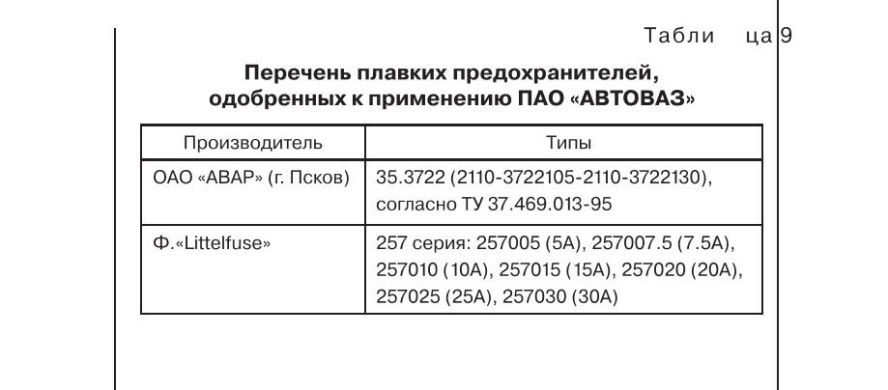 Табли ца 9
Перечень плавких предохранителей,
одобренных к применению ПАО «АВТОВАЗ»
Производитель Типы
ОАО «АВАР» (г. Псков) 35.3722 (2110-3722105-2110-3722130),
согласно ТУ 37.469.013-95
Ф.«Littelfuse» 257 серия: 257005 (5А), 257007.5 (7.5А),
257010 (10А), 257015 (15А), 257020 (20А),
257025 (25А), 257030 (30А)